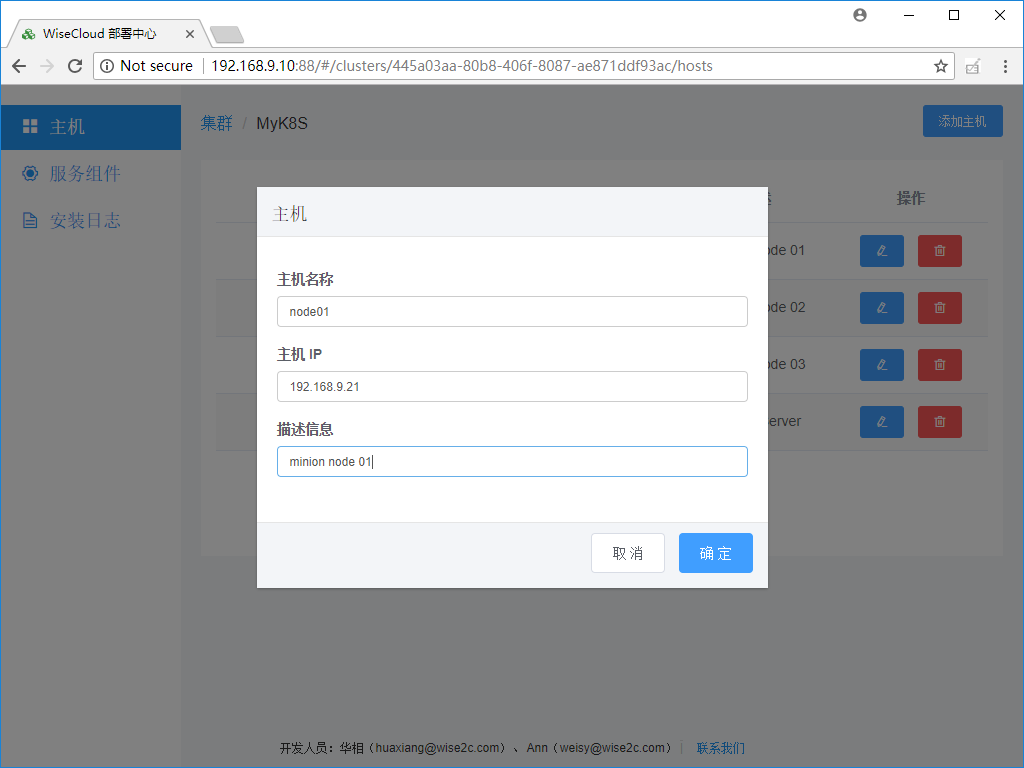 WiseCloud 部署中心
Not secure 192.168.9.10:88/#/clusters/445a03aa-80b8-406f-8087-ae871ddf93ac/hosts
主机
服务组件
安装日志
集群 / MyK8S
添加主机
操作
01
02
03
主机
主机名称
node01
主机 IP
192.168.9.21
描述信息
minion node 01
取 消
确 定
开发人员：华相（huaxiang@wise2c.com）、Ann（weisy@wise2c.com） | 联系我们